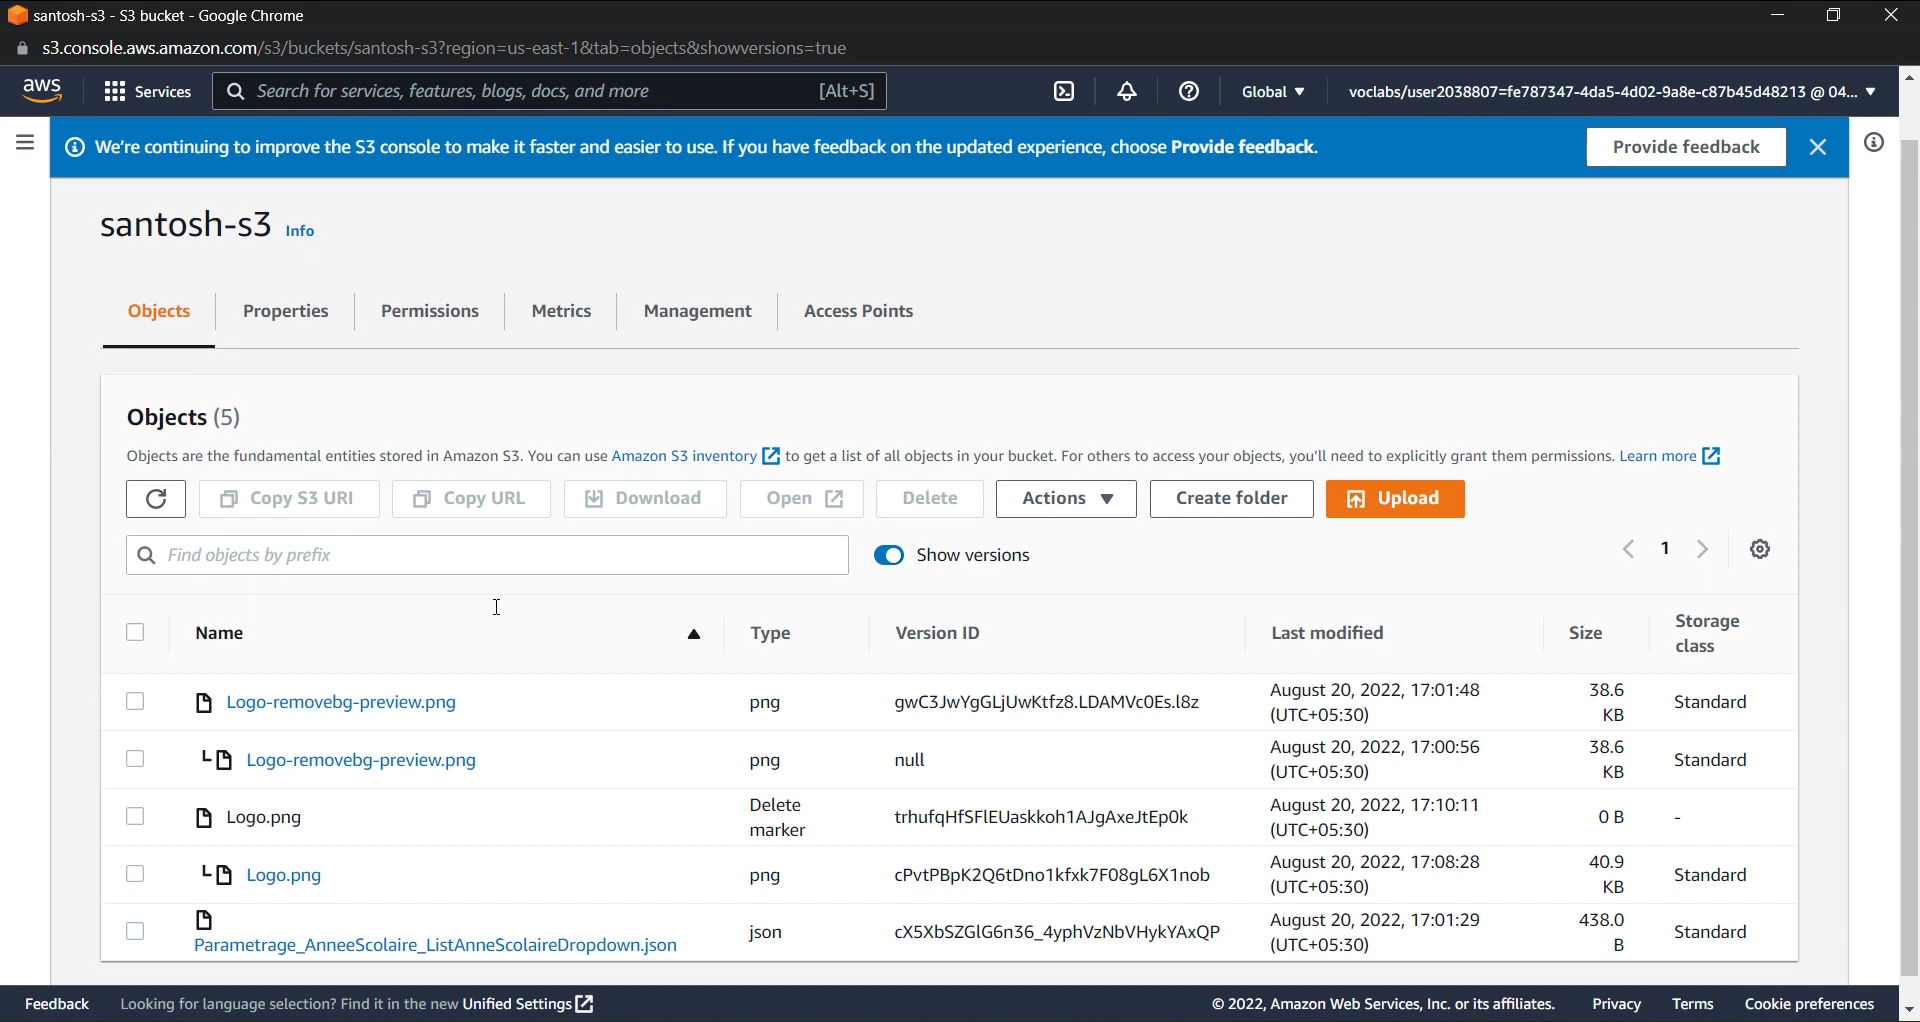 santosh-s3 - S3 bucket - Google Chrome
s3.console.aws.amazon.com/s3/buckets/santosh-s3?region=us-east-1&tab=objects&showversions=true
aws Services Search for services, features, blogs, docs, and more [Alt+S] Global voclabs/user2038807=fe787347-4da5-4d02-9a8e-c87b45d48213 @ 04...
We're continuing to improve the S3 console to make it faster and easier to use. If you have feedback on the updated experience, choose Provide feedback. Provide feedback
santosh-s3 Info
Objects Properties Permissions Metrics Management Access Points
Objects (5)
Objects are the fundamental entities stored in Amazon S3. You can use Amazon S3 inventory to get a list of all objects in your bucket. For others to access your objects, you'll need to explicitly grant them permissions. Learn more
Copy S3 URI Copy URL Download Open Delete Actions Create folder Upload
Find objects by prefix Show versions 1
Name Type Version ID Last modified Size Storage class
Logo-removebg-preview.png png gwC3JwYgGLjUwKtfz8.LDAMVc0Es.l8z August 20, 2022, 17:01:48 (UTC+05:30) 38.6 KB Standard
Logo-removebg-preview.png png null August 20, 2022, 17:00:56 (UTC+05:30) 38.6 KB Standard
Logo.png Delete marker trhufqHfSFlEUaskkoh1AJgAxeJtEp0k August 20, 2022, 17:10:11 (UTC+05:30) 0 B -
Logo.png png cPvtPBpK2Q6tDno1kfxk7F08gL6X1nob August 20, 2022, 17:08:28 (UTC+05:30) 40.9 KB Standard
Parametrage_AnneeScolaire_ListAnneScolaireDropdown.json json cX5XbSZGlG6n36_4yphVzNbVHykYAxQP August 20, 2022, 17:01:29 (UTC+05:30) 438.0 B Standard
Feedback Looking for language selection? Find it in the new Unified Settings © 2022, Amazon Web Services, Inc. or its affiliates. Privacy Terms Cookie preferences